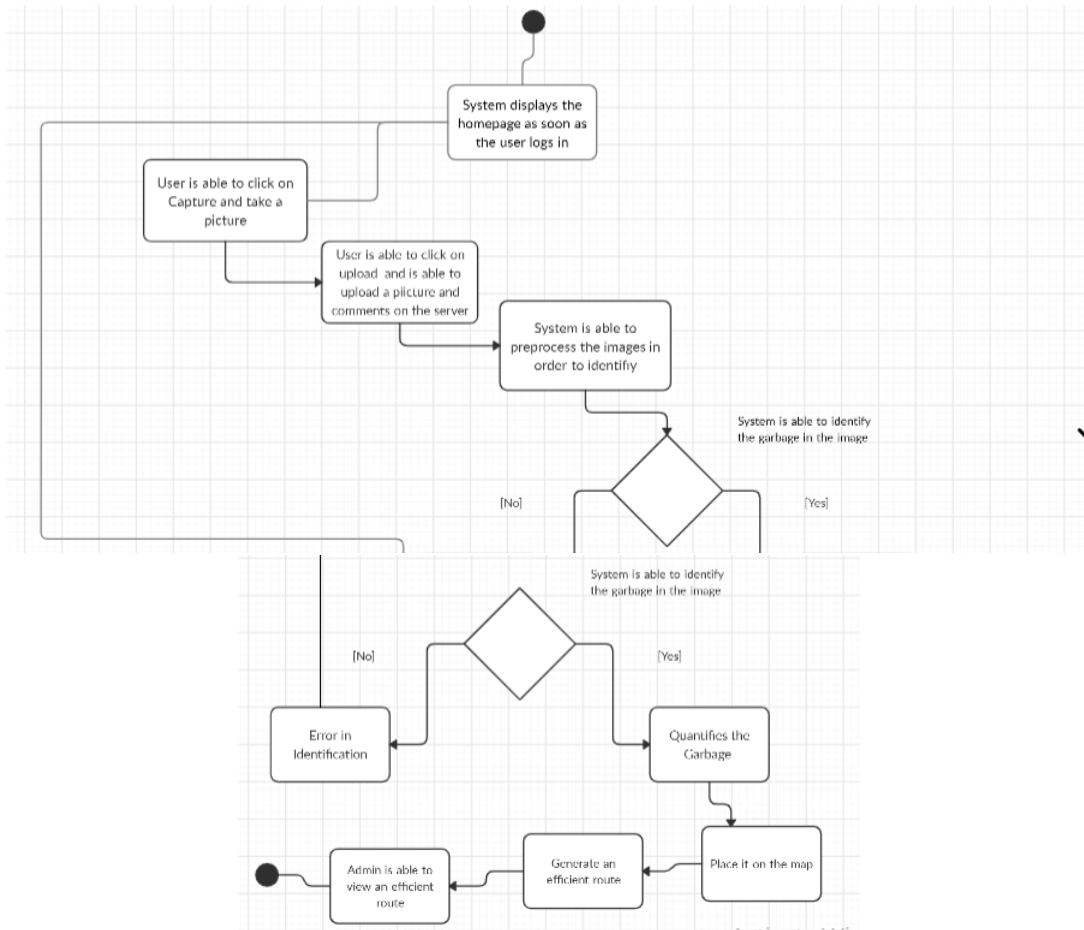 System displays the
homepage as soon as
the user logs in
User is able to click on
Capture and take a
picture
User is able to click on
upload and is able to
upload a piicture and
comments on the server
System is able to
preprocess the images in
order to identifiy
System is able to identify
the garbage in the image
[No]
[Yes]
System is able to identify
the garbage in the image
[No]
[Yes]
Error in
Identification
Quantifies the
Garbage
Admin is able to
view an efficient
route
Generate an
efficient route
Place it on the map